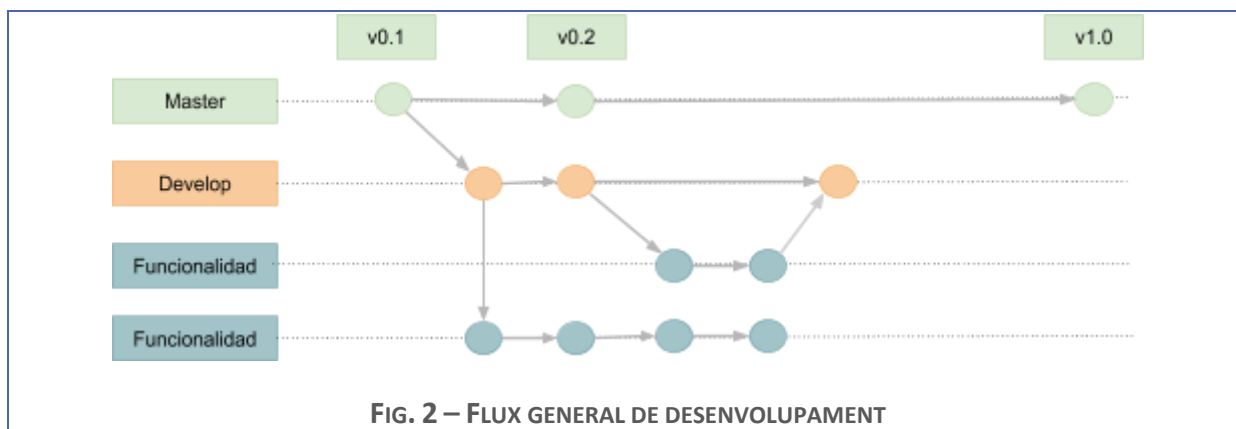 v0.1
v0.2
v1.0
Master
Develop
Funcionalidad
Funcionalidad
FIG. 2 – FLUX GENERAL DE DESENVOLUPAMENT